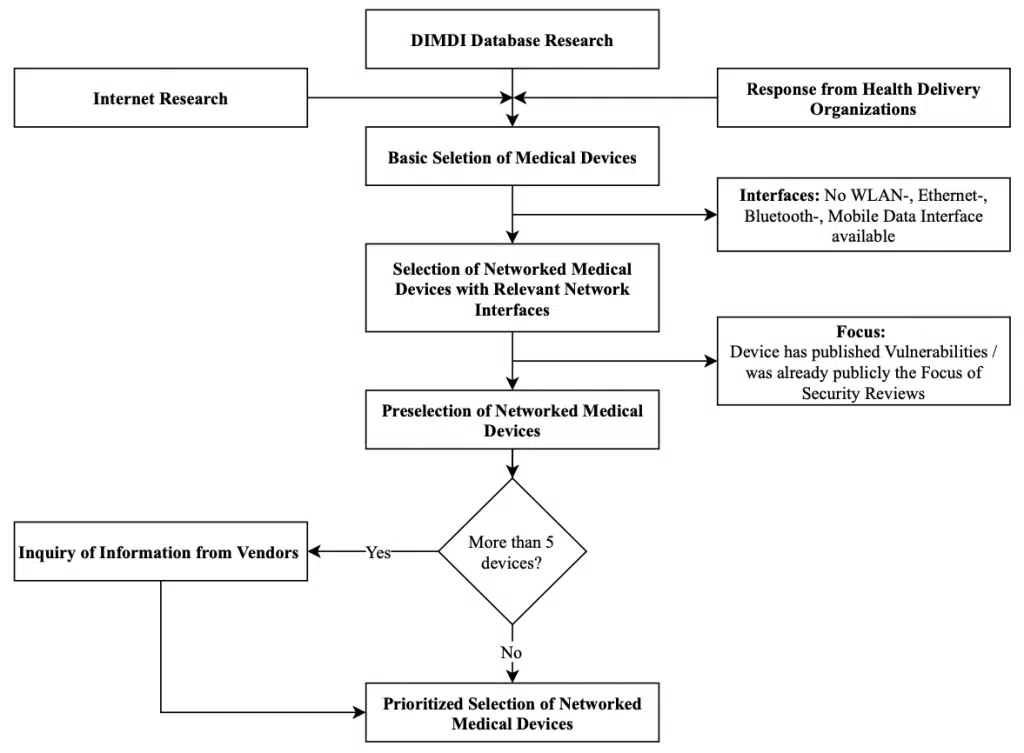 DIMDI Database Research
Internet Research
Response from Health Delivery
Organizations
Basic Seletion of Medical Devices
Interfaces: No WLAN-, Ethernet-,
Bluetooth-, Mobile Data Interface
available
Selection of Networked Medical
Devices with Relevant Network
Interfaces
Focus:
Device has published Vulnerabilities /
was already publicly the Focus of
Security Reviews
Preselection of Networked Medical
Devices
More than 5
devices?
Yes
Inquiry of Information from Vendors
No
Prioritized Selection of Networked
Medical Devices